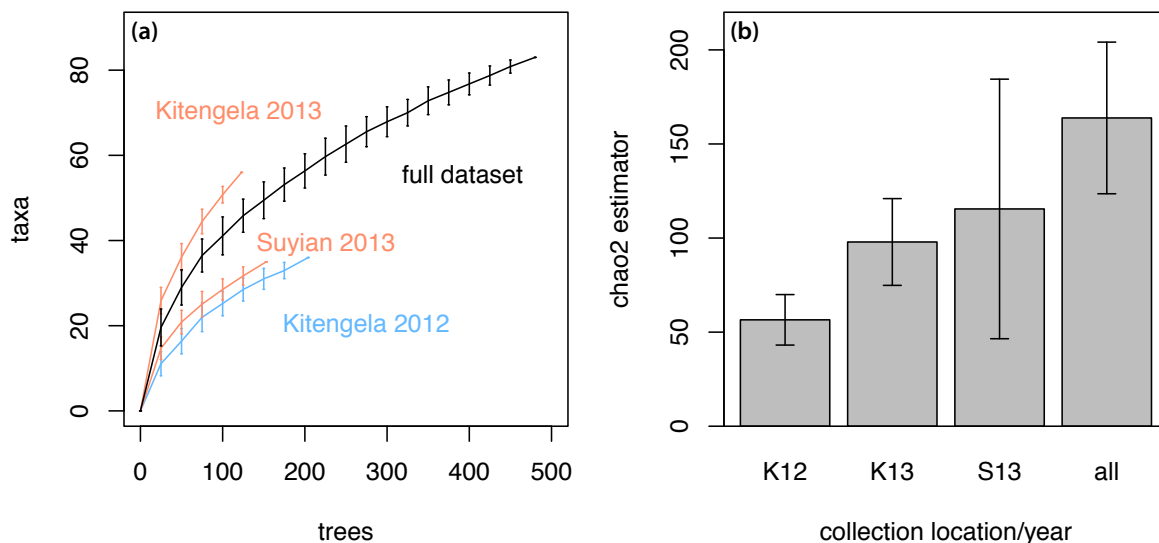 (a)
Kitengela 2013
full dataset
Suyian 2013
Kitengela 2012
taxa
0
20
40
60
80
0 100 200 300 400 500
trees
(b)
chao2 estimator
0
50
100
150
200
K12 K13 S13 all
collection location/year